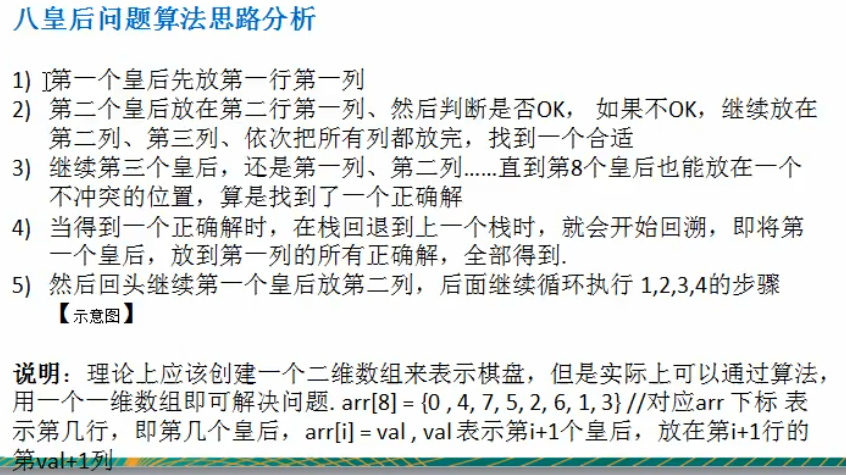 八皇后问题算法思路分析
1) 第一个皇后先放第一行第一列
2) 第二个皇后放在第二行第一列、然后判断是否OK， 如果不OK，继续放在
第二列、第三列、依次把所有列都放完，找到一个合适
3) 继续第三个皇后，还是第一列、第二列……直到第8个皇后也能放在一个
不冲突的位置，算是找到了一个正确解
4) 当得到一个正确解时，在栈回退到上一个栈时，就会开始回溯，即将第
一个皇后，放到第一列的所有正确解，全部得到.
5) 然后回头继续第一个皇后放第二列，后面继续循环执行 1,2,3,4的步骤
【示意图】
说明：理论上应该创建一个二维数组来表示棋盘，但是实际上可以通过算法，
用一个一维数组即可解决问题. arr[8] = {0 , 4, 7, 5, 2, 6, 1, 3} //对应arr 下标 表
示第几行，即第几个皇后，arr[i] = val , val 表示第i+1个皇后，放在第i+1行的
第val+1列